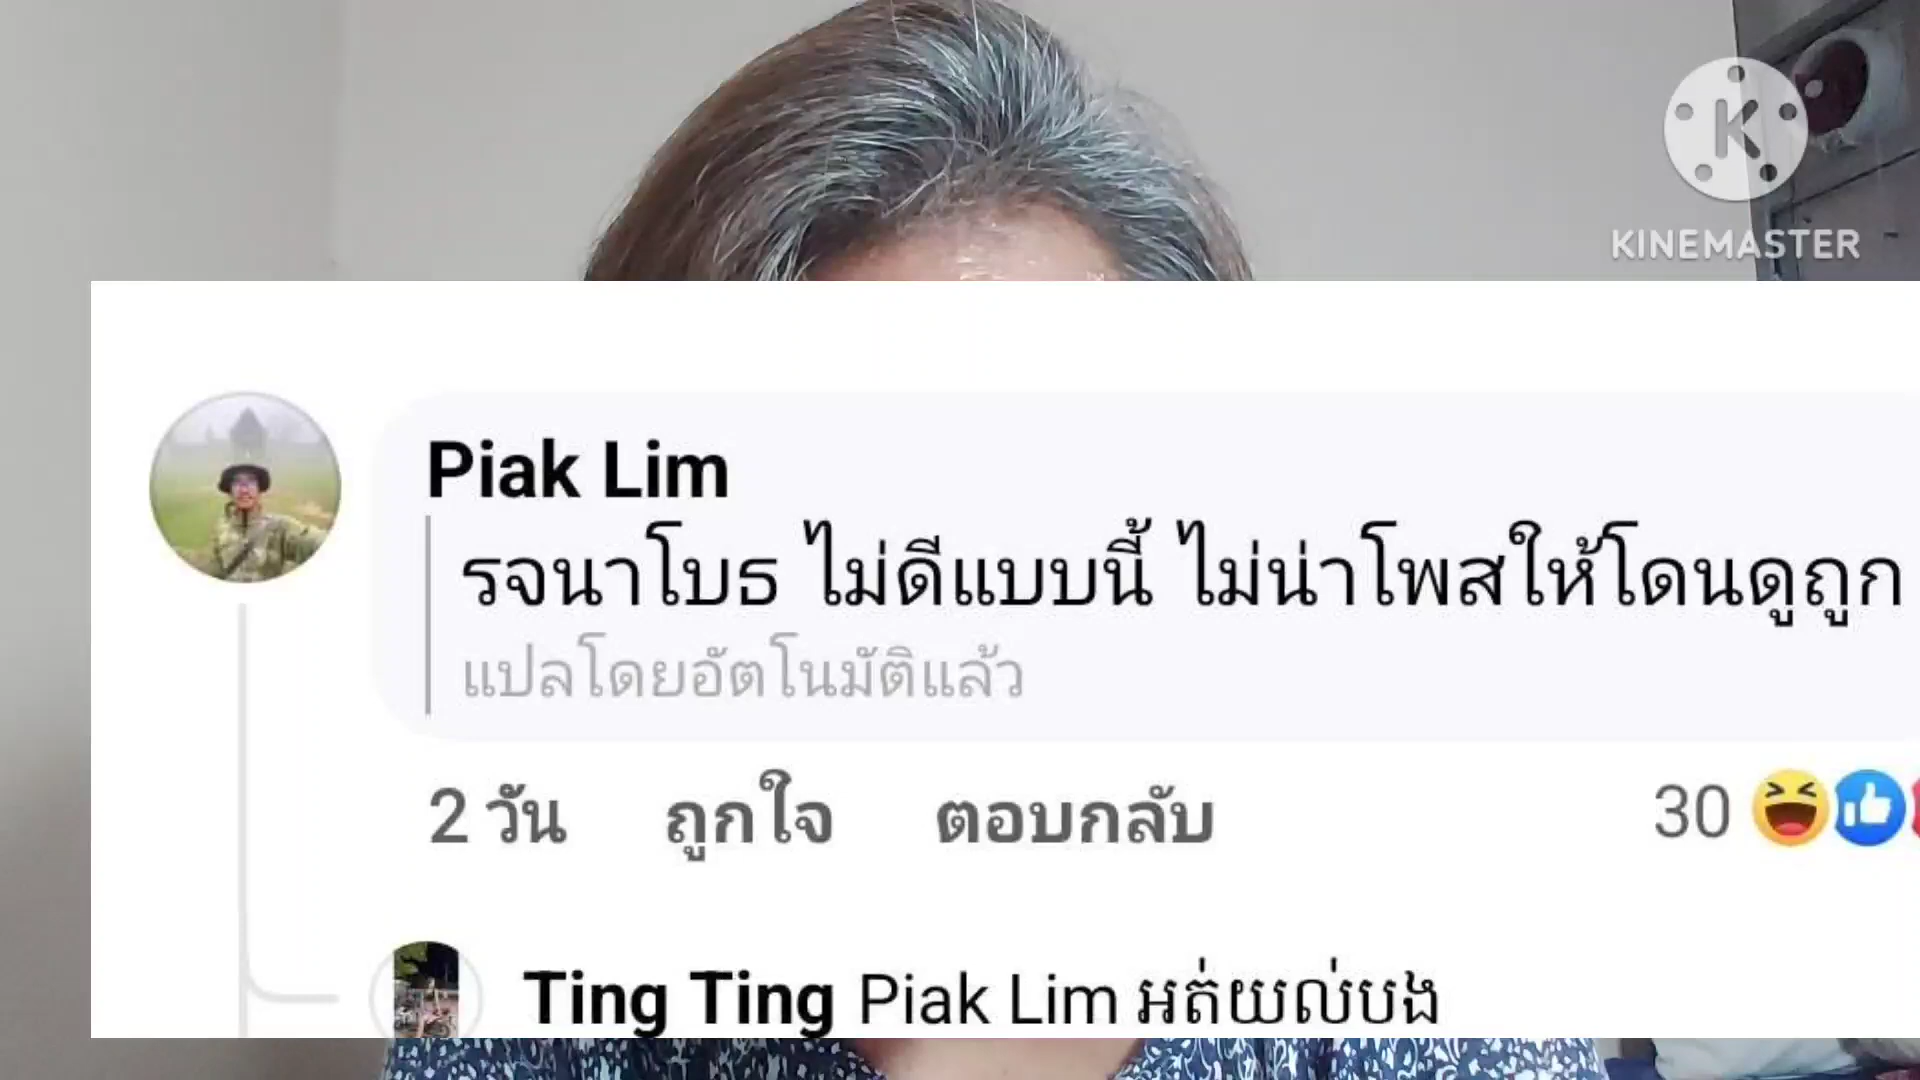 KINEMASTER
Piak Lim
รจนาโบธ ไม่ดีแบบนี้ ไม่น่าโพสให้โดนดูถูก
แปลโดยอัตโนมัติแล้ว
2 วัน ถูกใจ ตอบกลับ 30
Ting Ting Piak Lim អត់យល់បង